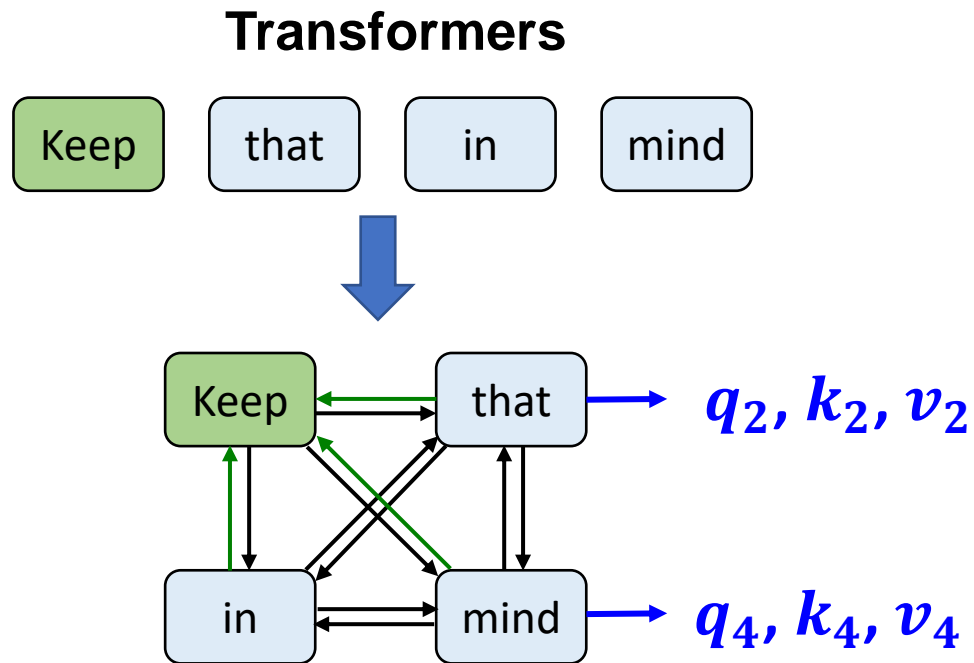 Transformers
Keep that in mind
Keep that q₂, k₂, v₂
in mind q₄, k₄, v₄